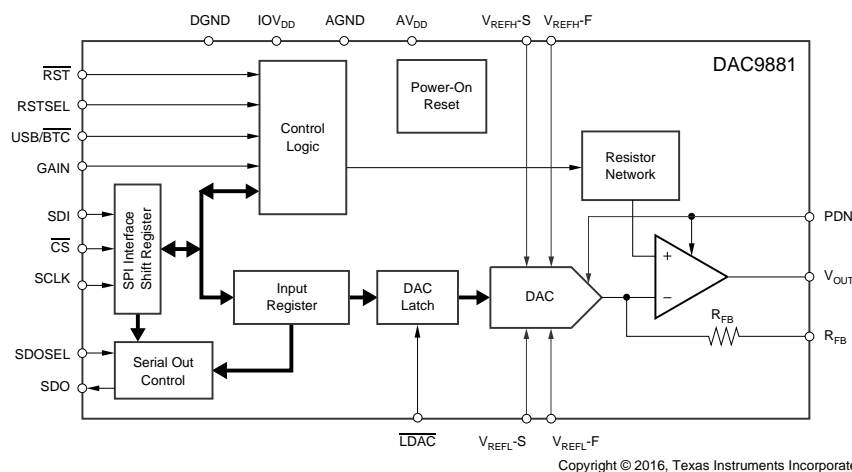 DGND IOVDD AGND AVDD VREFH-S VREFH-F
DAC9881
RST
RSTSEL
USB/BTC
GAIN
SDI
CS
SCLK
SDOSEL
SDO
Control
Logic
Power-On
Reset
Resistor
Network
SPI Interface
Shift Register
Input
Register
DAC
Latch
DAC
+
−
Serial Out
Control
PDN
VOUT
RFB
RFB
LDAC VREFL-S VREFL-F
Copyright © 2016, Texas Instruments Incorporate